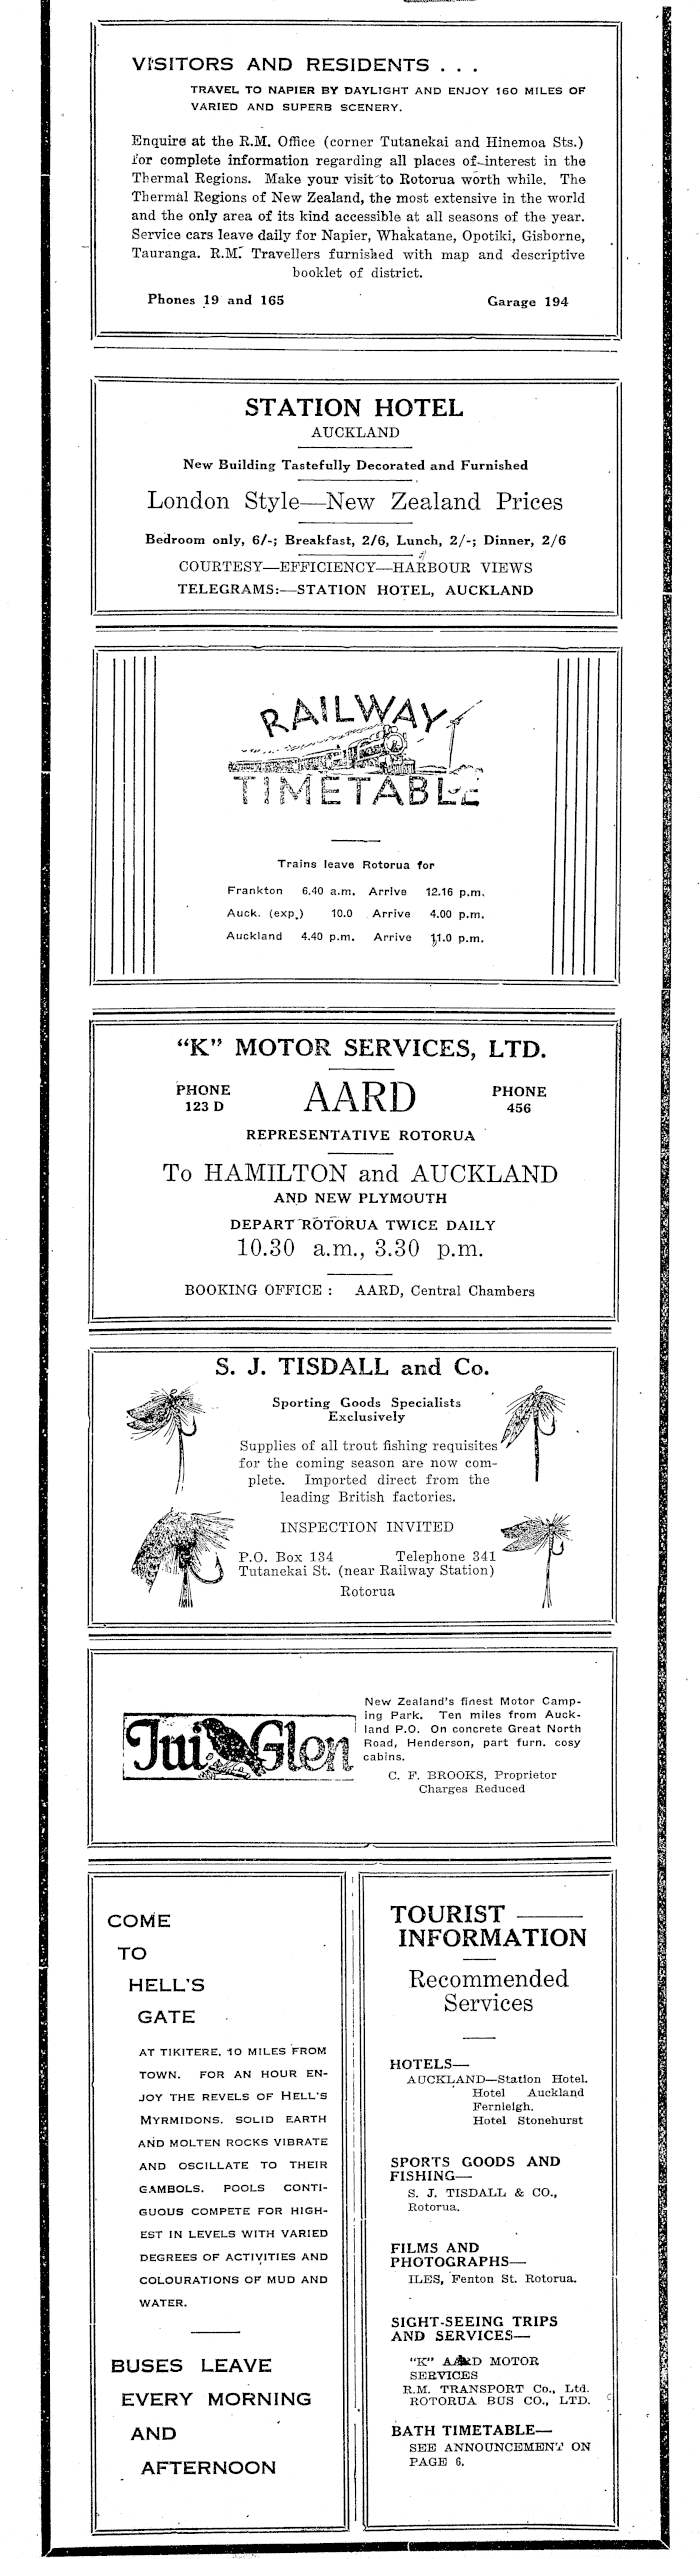 VISITORS AND RESIDENTS . . .
TRAVEL TO NAPIER BY DAYLIGHT AND ENJOY 160 MILES OF
VARIED AND SUPERB SCENERY.
Enquire at the R.M. Office (corner Tutanekai and Hinemoa Sts.)
for complete information regarding all places of interest in the
Thermal Regions. Make your visit to Rotorua worth while. The
Thermal Regions of New Zealand, the most extensive in the world
and the only area of its kind accessible at all seasons of the year.
Service cars leave daily for Napier, Whakatane, Opotiki, Gisborne,
Tauranga. R.M. Travellers furnished with map and descriptive
booklet of district.
Phones 19 and 165 Garage 194
STATION HOTEL
AUCKLAND
New Building Tastefully Decorated and Furnished
London Style—New Zealand Prices
Bedroom only, 6/-; Breakfast, 2/6, Lunch, 2/-; Dinner, 2/6
COURTESY—EFFICIENCY—HARBOUR VIEWS
TELEGRAMS:—STATION HOTEL, AUCKLAND
RAILWAY
TIMETABLE
Trains leave Rotorua for
Frankton 6.40 a.m. Arrive 12.16 p.m.
Auck. (exp.) 10.0 Arrive 4.00 p.m.
Auckland 4.40 p.m. Arrive 11.0 p.m.
"K" MOTOR SERVICES, LTD.
PHONE 123 D AARD PHONE 456
REPRESENTATIVE ROTORUA
To HAMILTON and AUCKLAND
AND NEW PLYMOUTH
DEPART ROTORUA TWICE DAILY
10.30 a.m., 3.30 p.m.
BOOKING OFFICE : AARD, Central Chambers
S. J. TISDALL and Co.
Sporting Goods Specialists
Exclusively
Supplies of all trout fishing requisites
for the coming season are now com-
plete. Imported direct from the
leading British factories.
INSPECTION INVITED
P.O. Box 134 Telephone 341
Tutanekai St. (near Railway Station)
Rotorua
Tui Glen
New Zealand's finest Motor Camp-
ing Park. Ten miles from Auck-
land P.O. On concrete Great North
Road, Henderson, part furn. cosy
cabins.
C. F. BROOKS, Proprietor
Charges Reduced
COME
TO
HELL'S
GATE
AT TIKITERE, 10 MILES FROM
TOWN. FOR AN HOUR EN-
JOY THE REVELS OF HELL'S
MYRMIDONS. SOLID EARTH
AND MOLTEN ROCKS VIBRATE
AND OSCILLATE TO THEIR
GAMBOLS. POOLS CONTI-
GUOUS COMPETE FOR HIGH-
EST IN LEVELS WITH VARIED
DEGREES OF ACTIVITIES AND
COLOURATIONS OF MUD AND
WATER.
BUSES LEAVE
EVERY MORNING
AND
AFTERNOON
TOURIST
INFORMATION
Recommended
Services
HOTELS—
AUCKLAND—Station Hotel.
Hotel Auckland
Fernleigh.
Hotel Stonehurst
SPORTS GOODS AND
FISHING—
S. J. TISDALL & CO.,
Rotorua.
FILMS AND
PHOTOGRAPHS—
ILES, Fenton St. Rotorua.
SIGHT-SEEING TRIPS
AND SERVICES—
"K" AARD MOTOR
SERVICES
R.M. TRANSPORT Co., Ltd.
ROTORUA BUS CO., LTD.
BATH TIMETABLE—
SEE ANNOUNCEMENT ON
PAGE 6.